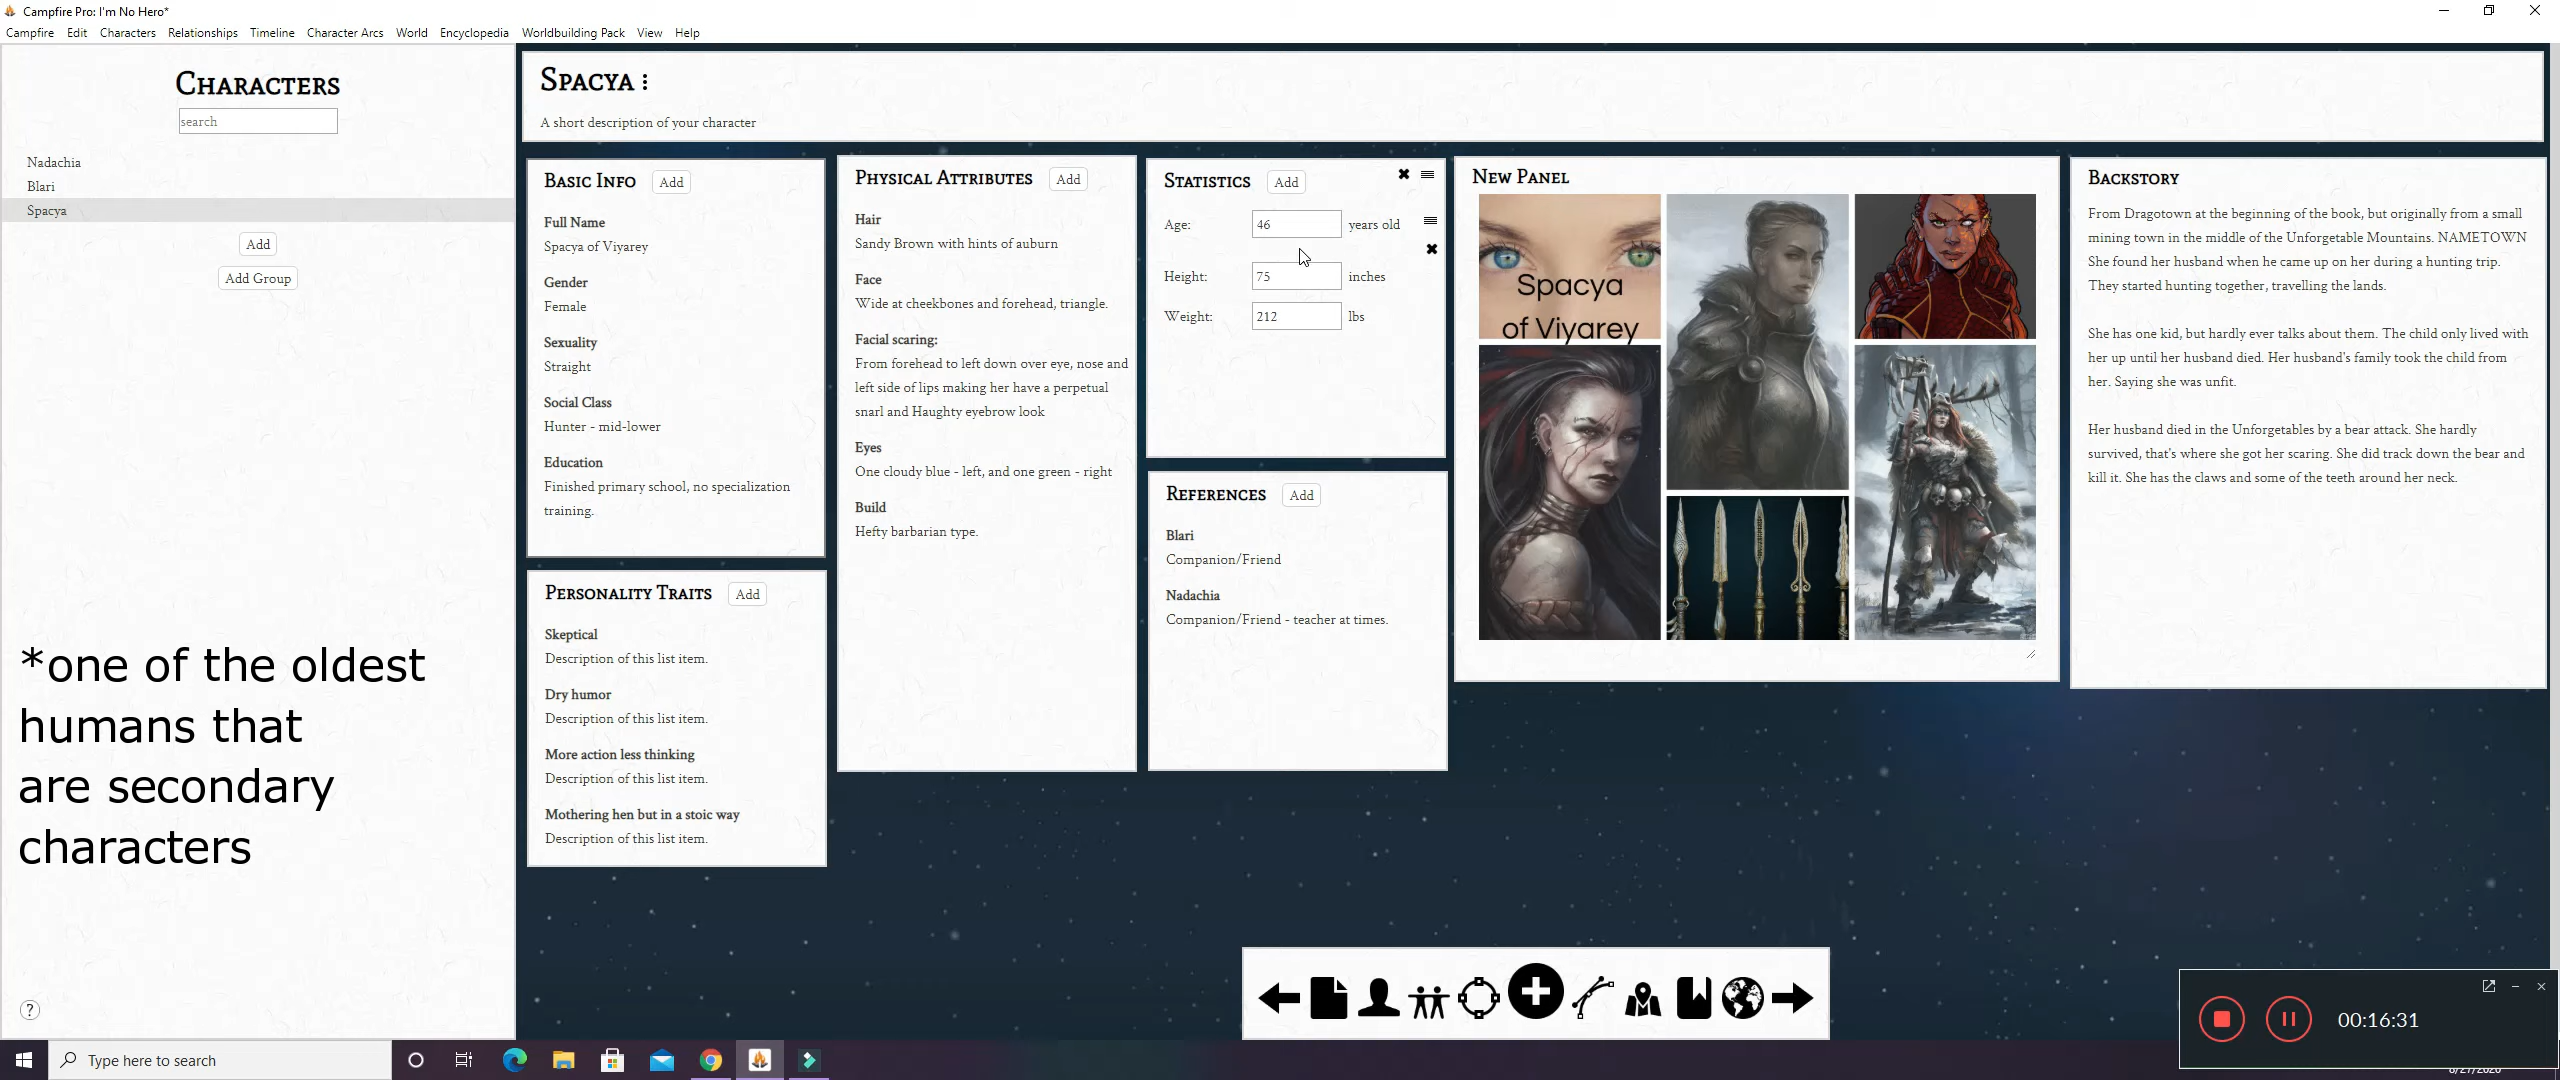 Campfire Pro: I'm No Hero*
Campfire Edit Characters Relationships Timeline Character Arcs World Encyclopedia Worldbuilding Pack View Help
Characters
search
Nadachia
Blari
Spacya
Add
Add Group
*one of the oldest
humans that
are secondary
characters
?
Spacya
A short description of your character
Basic Info Add
Full Name
Spacya of Viyarey
Gender
Female
Sexuality
Straight
Social Class
Hunter - mid-lower
Education
Finished primary school, no specialization
training.
Personality Traits Add
Skeptical
Description of this list item.
Dry humor
Description of this list item.
More action less thinking
Description of this list item.
Mothering hen but in a stoic way
Description of this list item.
Physical Attributes Add
Hair
Sandy Brown with hints of auburn
Face
Wide at cheekbones and forehead, triangle.
Facial scaring:
From forehead to left down over eye, nose and
left side of lips making her have a perpetual
snarl and Haughty eyebrow look
Eyes
One cloudy blue - left, and one green - right
Build
Hefty barbarian type.
Statistics Add
Age: 46 years old
Height: 75 inches
Weight: 212 lbs
References Add
Blari
Companion/Friend
Nadachia
Companion/Friend - teacher at times.
New Panel
Spacya
of Viyarey
Backstory
From Dragotown at the beginning of the book, but originally from a small
mining town in the middle of the Unforgetable Mountains. NAMETOWN
She found her husband when he came up on her during a hunting trip.
They started hunting together, travelling the lands.
She has one kid, but hardly ever talks about them. The child only lived with
her up until her husband died. Her husband's family took the child from
her. Saying she was unfit.
Her husband died in the Unforgetables by a bear attack. She hardly
survived, that's where she got her scaring. She did track down the bear and
kill it. She has the claws and some of the teeth around her neck.
00:16:31
Type here to search
8/27/2020